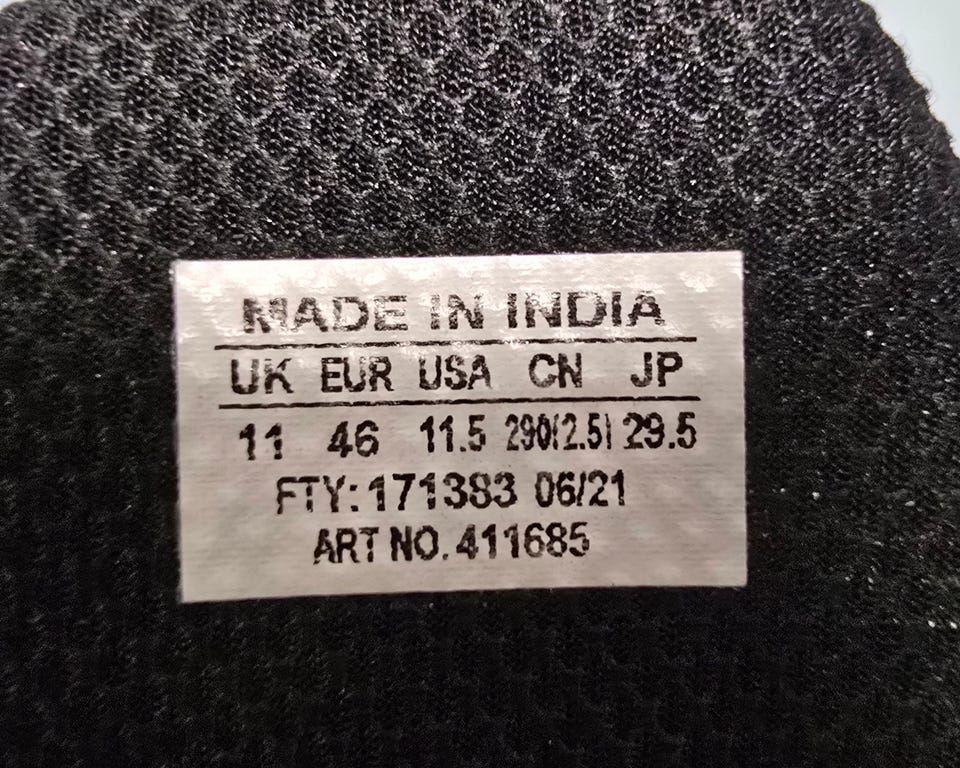 MADE IN INDIA
UK EUR USA CN JP
11 46 11.5 290(2.5) 29.5
FTY: 171383 06/21
ART NO. 411685